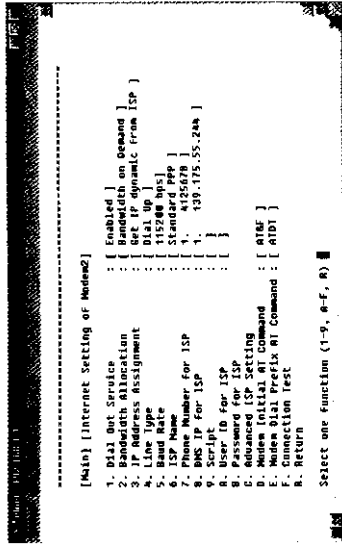 [Main] [Internet Setting of Modem2]
1. Dial Out Service : [ Enabled ]
2. Bandwidth Allocation : [ Bandwidth on Demand ]
3. IP Address Assignment : [ Get IP dynamic from ISP ]
4. Line Type : [ Dial Up ]
5. Baud Rate : [ 115200 bps]
6. ISP Name : [ Standard PPP ]
7. Phone Number for ISP : [ 1. 4125678 ]
8. DNS IP for ISP : [ 1. 139.175.55.244 ]
9. Script : [ ]
A. User ID for ISP : [ ]
B. Password for ISP
C. Advanced ISP Setting
D. Modem Initial AT Command : [ AT&F ]
E. Modem Dial Prefix AT Command : [ ATDT ]
F. Connection Test
R. Return
Select one function (1-9, A-F, R)